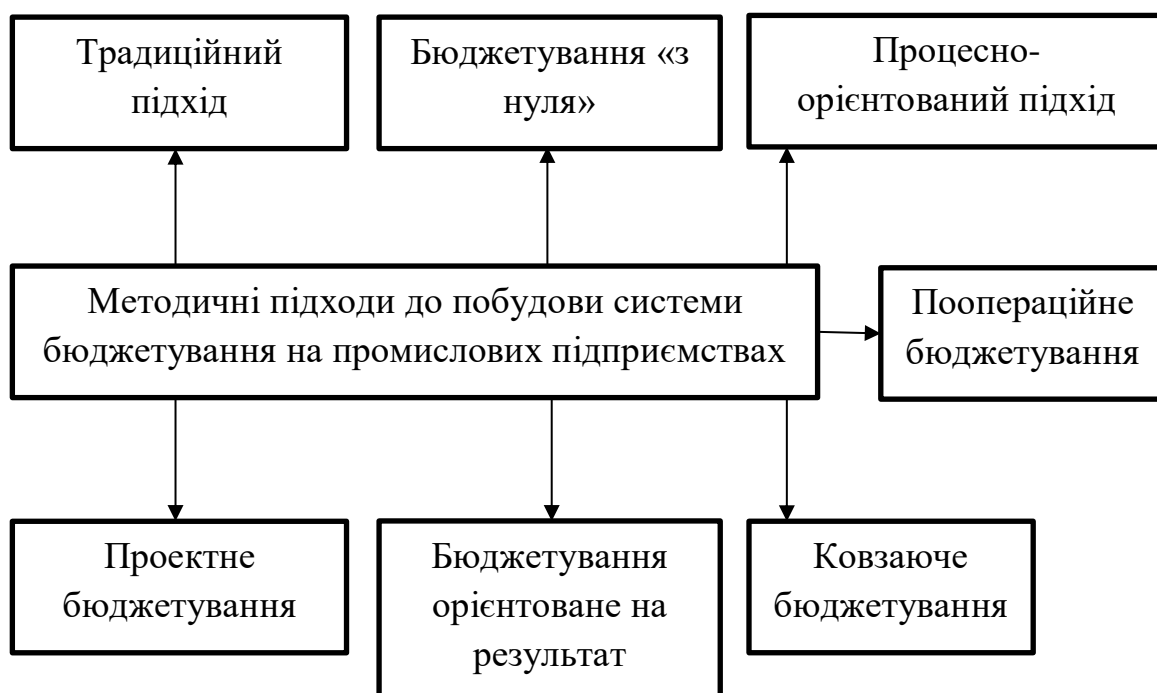 Традиційний
підхід
Бюджетування «з
нуля»
Процесно-
орієнтований підхід
Методичні підходи до побудови системи
бюджетування на промислових підприємствах
Поопераційне
бюджетування
Проектне
бюджетування
Бюджетування
орієнтоване на
результат
Ковзаюче
бюджетування